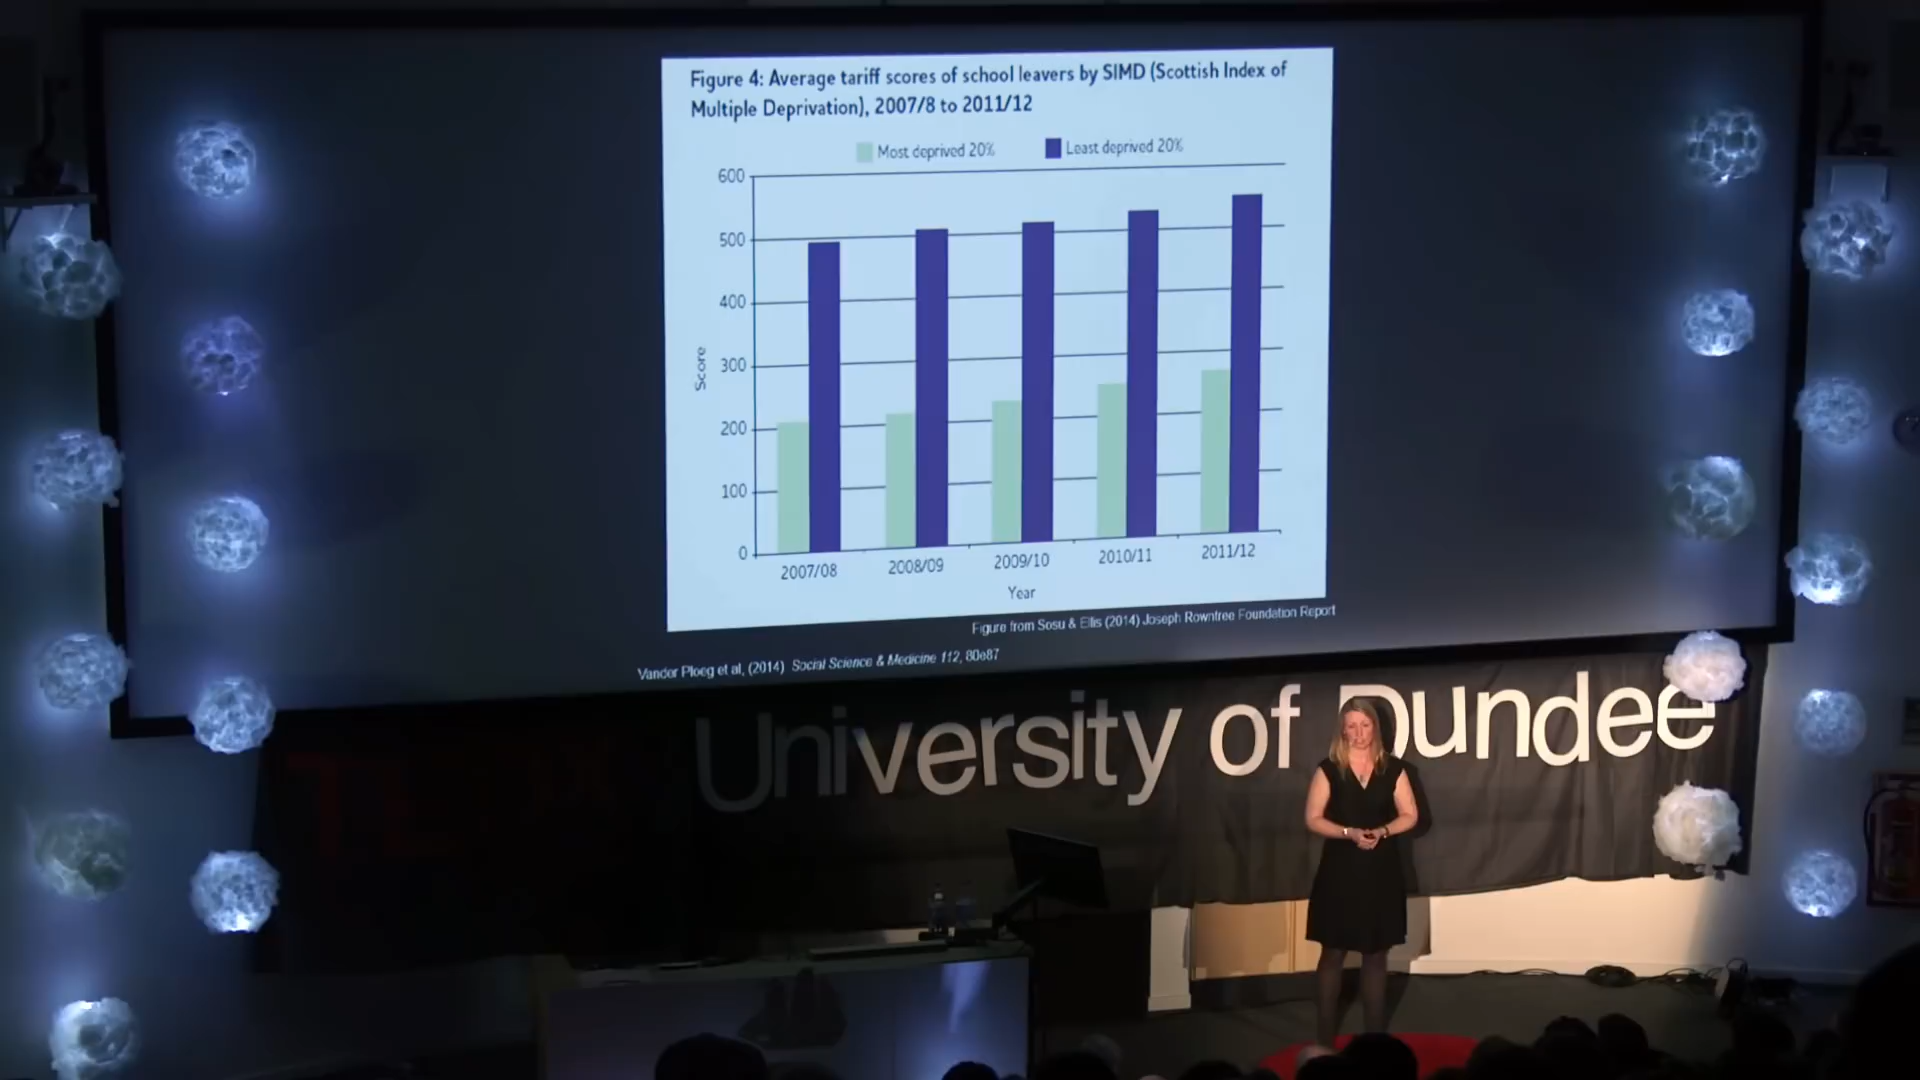 Figure 4: Average tariff scores of school leavers by SIMD (Scottish Index of
Multiple Deprivation), 2007/8 to 2011/12
Most deprived 20%
Least deprived 20%
600
500
400
300
200
100
0
Score
2007/08
2008/09
2009/10
2010/11
2011/12
Year
Figure from Sosu & Ellis (2014) Joseph Rowntree Foundation Report
Vander Ploeg et al, (2014) Social Science & Medicine 112, 80e87
University of Dundee